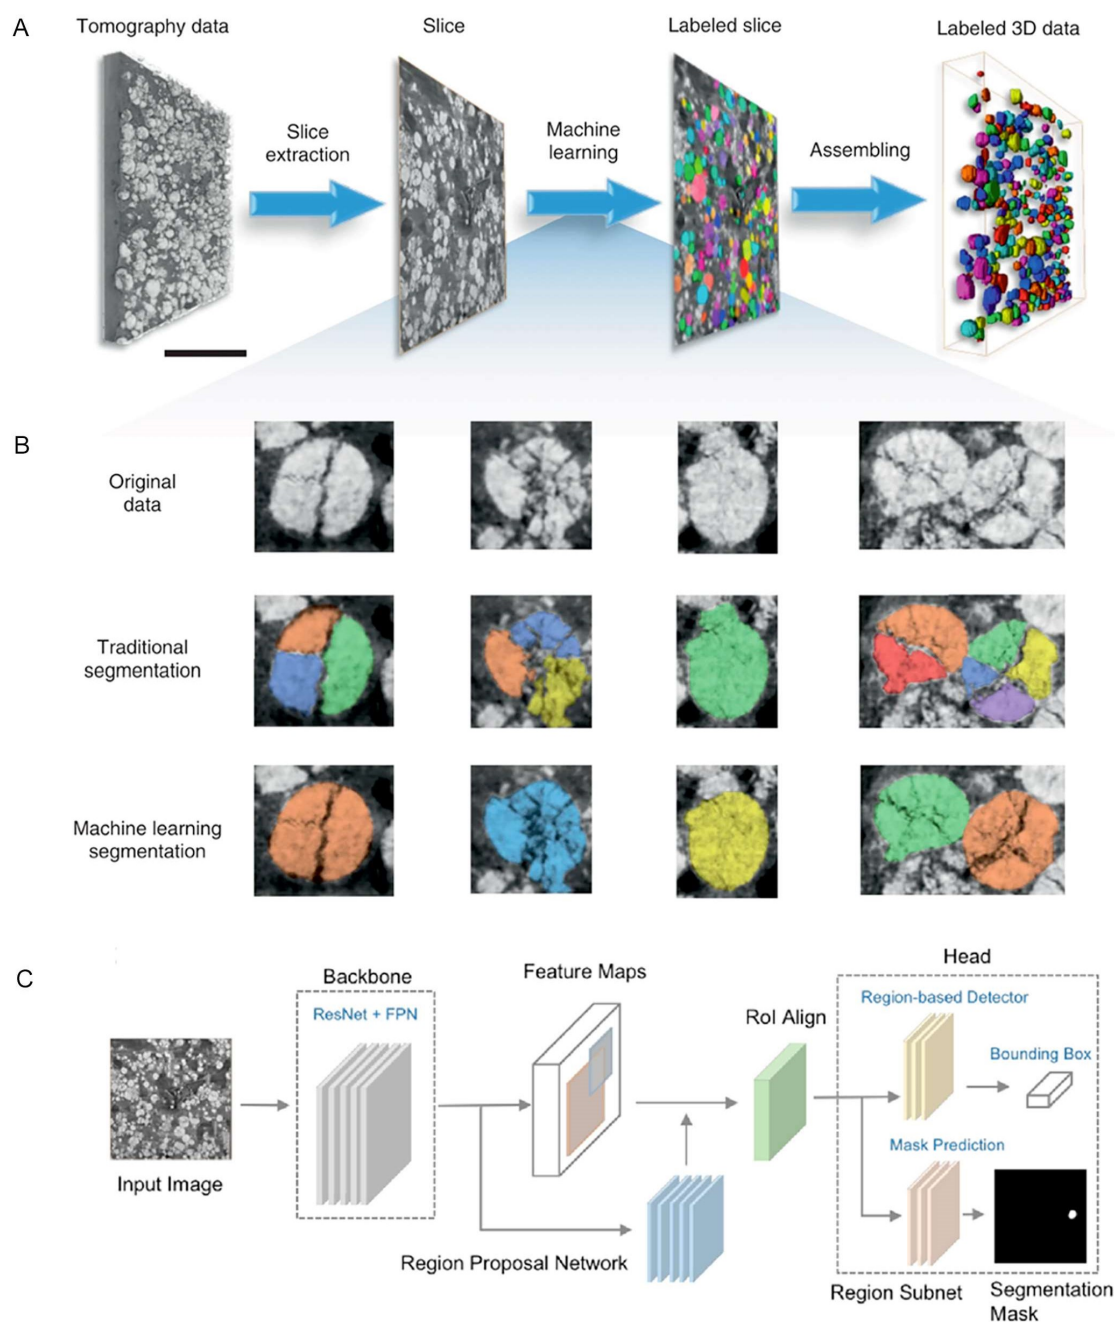 A
Tomography data
Slice
Labeled slice
Labeled 3D data
Slice
extraction
Machine
learning
Assembling
B
Original
data
Traditional
segmentation
Machine learning
segmentation
C
Backbone
ResNet + FPN
Feature Maps
RoI Align
Head
Region-based Detector
Bounding Box
Mask Prediction
Input Image
Region Proposal Network
Region Subnet
Segmentation
Mask